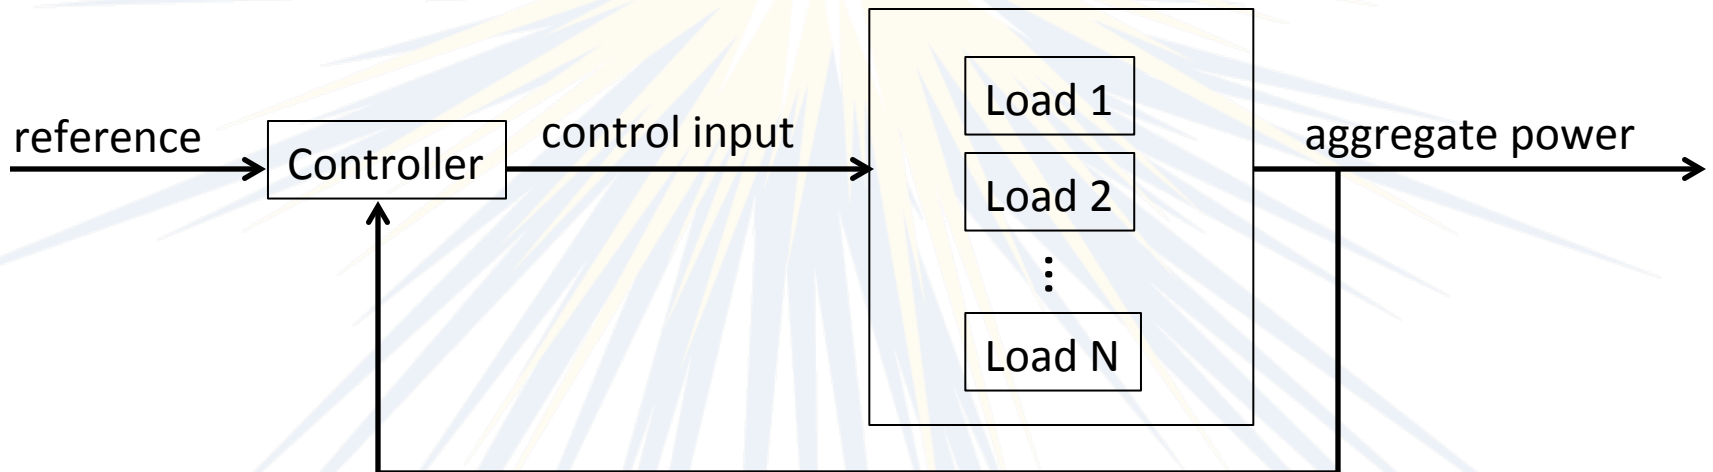 reference
Controller
control input
Load 1
Load 2
⋮
Load N
aggregate power